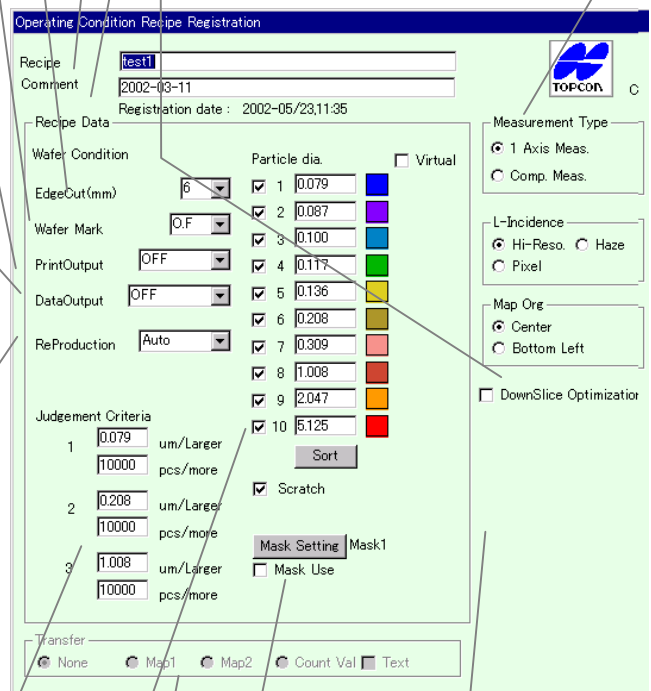 Operating Condition Recipe Registration
Recipe test1
Comment 2002-03-11
Registration date : 2002-05/23,11:35
TOPCON
C
Recipe Data
Wafer Condition
EdgeCut(mm) 6
Wafer Mark O.F
PrintOutput OFF
DataOutput OFF
ReProduction Auto
Judgement Criteria
1 0.079 um/Larger
10000 pcs/more
2 0.208 um/Larger
10000 pcs/more
3 1.008 um/Larger
10000 pcs/more
Particle dia. Virtual
1 0.079
2 0.087
3 0.100
4 0.117
5 0.136
6 0.208
7 0.309
8 1.008
9 2.047
10 5.125
Sort
Scratch
Mask Setting Mask1
Mask Use
Measurement Type
1 Axis Meas.
Comp. Meas.
L-Incidence
Hi-Reso. Haze
Pixel
Map Org
Center
Bottom Left
DownSlice Optimization
Transfer
None Map1 Map2 Count Val Text